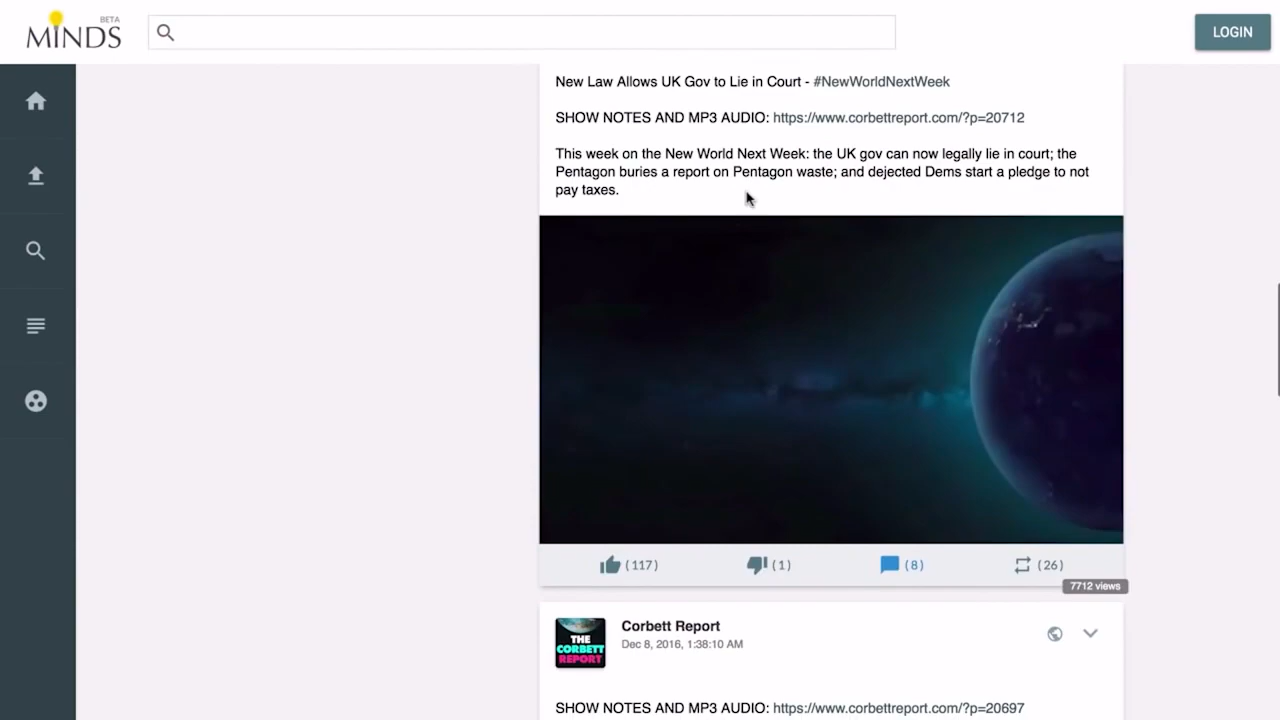 BETA
MINDS
LOGIN
New Law Allows UK Gov to Lie in Court - #NewWorldNextWeek
SHOW NOTES AND MP3 AUDIO: https://www.corbettreport.com/?p=20712
This week on the New World Next Week: the UK gov can now legally lie in court; the
Pentagon buries a report on Pentagon waste; and dejected Dems start a pledge to not
pay taxes.
(117) (1) (8) (26)
7712 views
THE
CORBETT
REPORT
Corbett Report
Dec 8, 2016, 1:38:10 AM
SHOW NOTES AND MP3 AUDIO: https://www.corbettreport.com/?p=20697